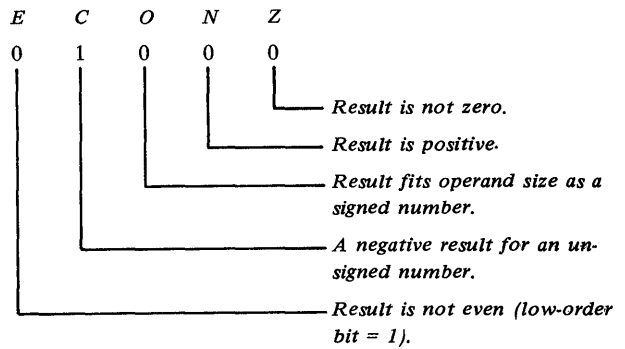 E C O N Z
0 1 0 0 0
Result is not zero.
Result is positive.
Result fits operand size as a
signed number.
A negative result for an un-
signed number.
Result is not even (low-order
bit = 1).